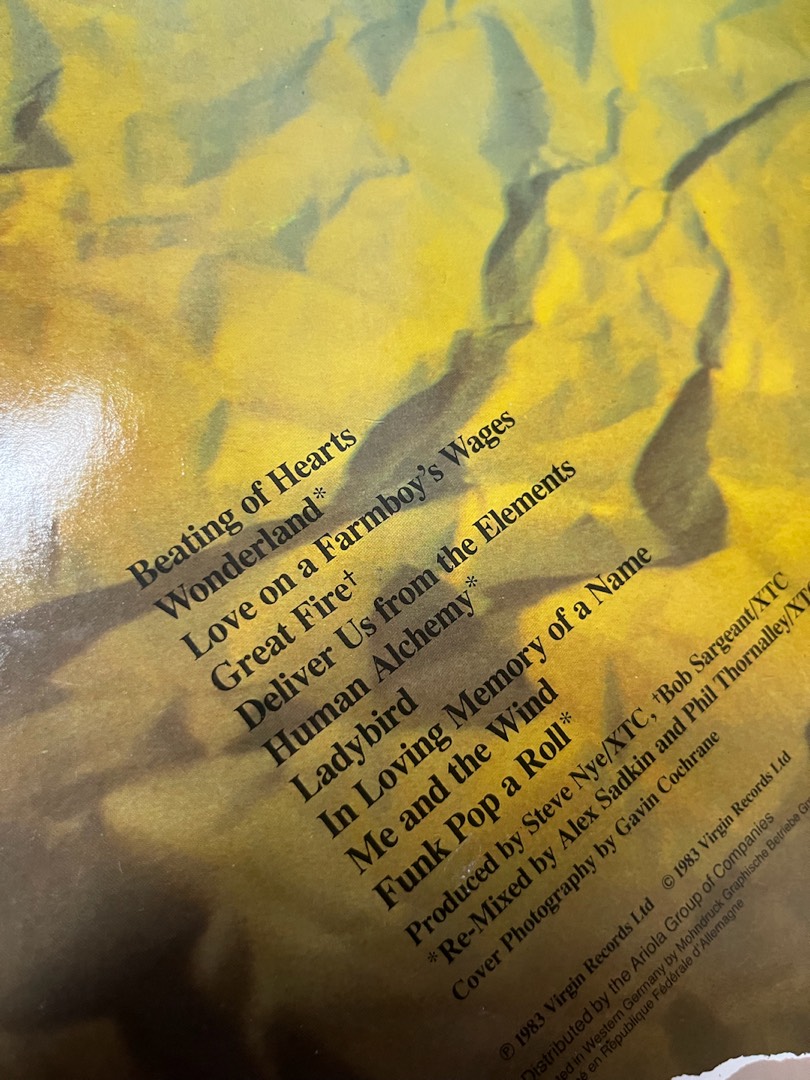 Beating of Hearts
Wonderland*
Love on a Farmboy's Wages
Great Fire†
Deliver Us from the Elements
Human Alchemy*
Ladybird
In Loving Memory of a Name
Me and the Wind
Funk Pop a Roll*
Produced by Steve Nye/XTC, †Bob Sargeant/XTC
*Re-Mixed by Alex Sadkin and Phil Thornalley/XTC
Cover Photography by Gavin Cochrane
℗ 1983 Virgin Records Ltd © 1983 Virgin Records Ltd
Distributed by the Ariola Group of Companies
in Western Germany by Mohndruck Graphische Betriebe
en République Fédérale d'Allemagne